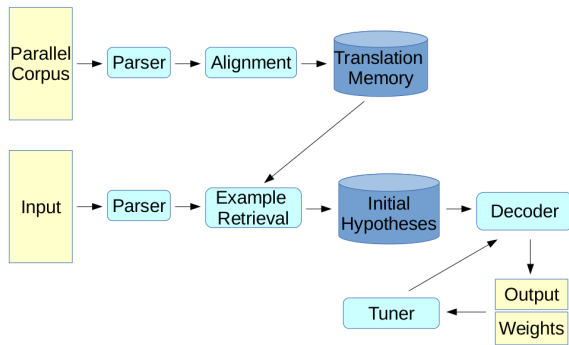 Parallel
Corpus
Parser
Alignment
Translation
Memory
Input
Parser
Example
Retrieval
Initial
Hypotheses
Decoder
Tuner
Output
Weights